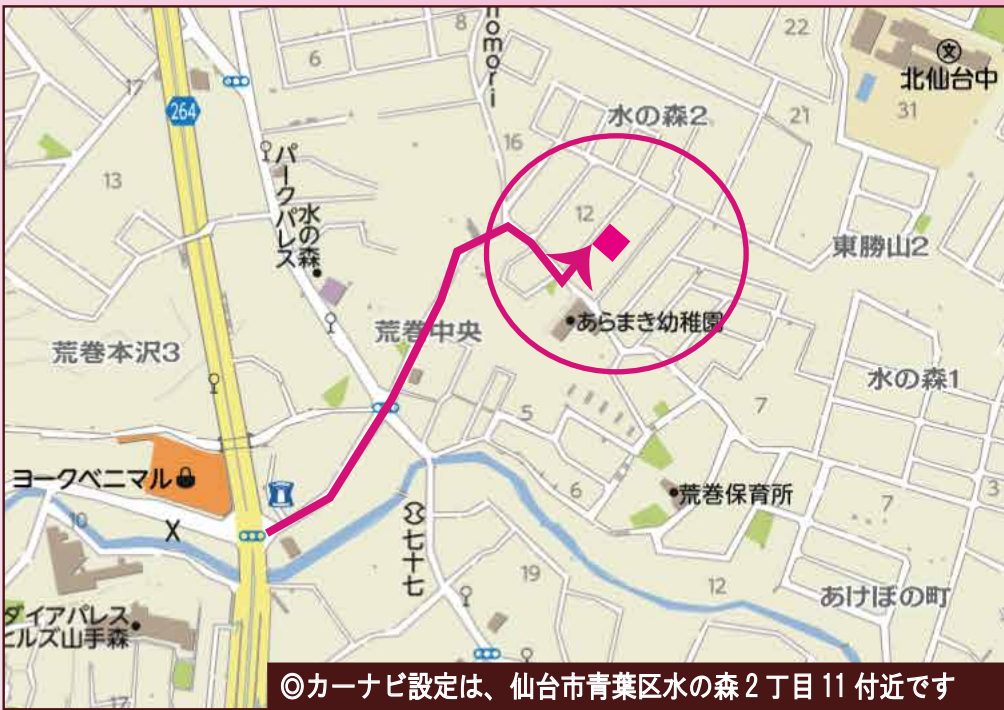 8
nomori
6
22
文
北仙台中
17
264
水の森2
21
31
16
パークパレス
水の森
13
12
東勝山2
荒巻中央
あらまき幼稚園
荒巻本沢3
水の森1
7
5
ヨークベニマル
6
荒巻保育所
7
3
10
X
七十七
19
12
あけぼの町
ダイアパレス
ヒルズ山手森
17
◎カーナビ設定は、仙台市青葉区水の森2丁目11付近です